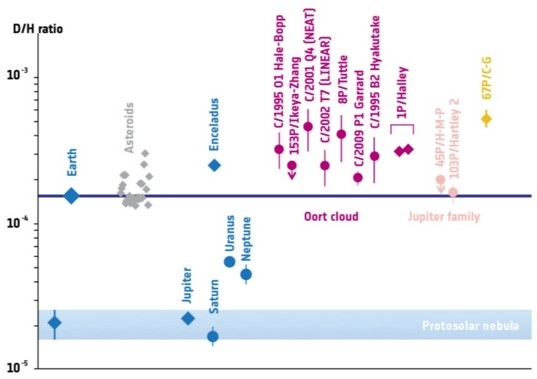 D/H ratio
10-3
10-4
10-5
Earth
Asteroids
Jupiter
Saturn
Enceladus
Uranus
Neptune
C/1995 O1 Hale-Bopp
153P/Ikeya-Zhang
C/2001 Q4 (NEAT)
C/2002 T7 (LINEAR)
8P/Tuttle
C/2009 P1 Garrard
C/1995 B2 Hyakutake
1P/Halley
45P/H-M-P
103P/Hartley 2
67P/C-G
Oort cloud
Jupiter family
Protosolar nebula